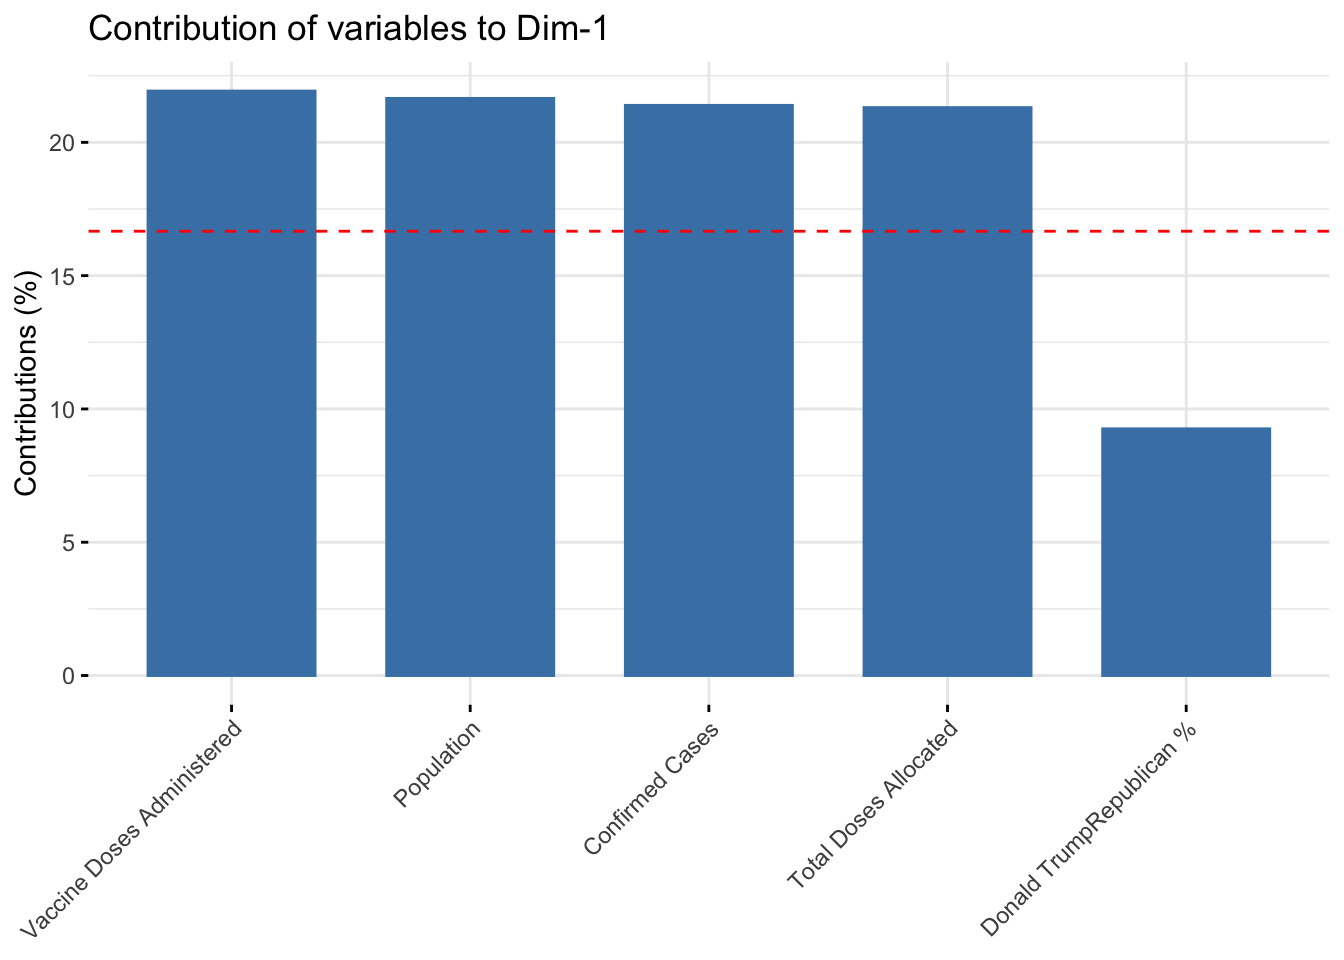 Contribution of variables to Dim-1
Contributions (%)
20
15
10
5
0
Vaccine Doses Administered
Population
Confirmed Cases
Total Doses Allocated
Donald TrumpRepublican %